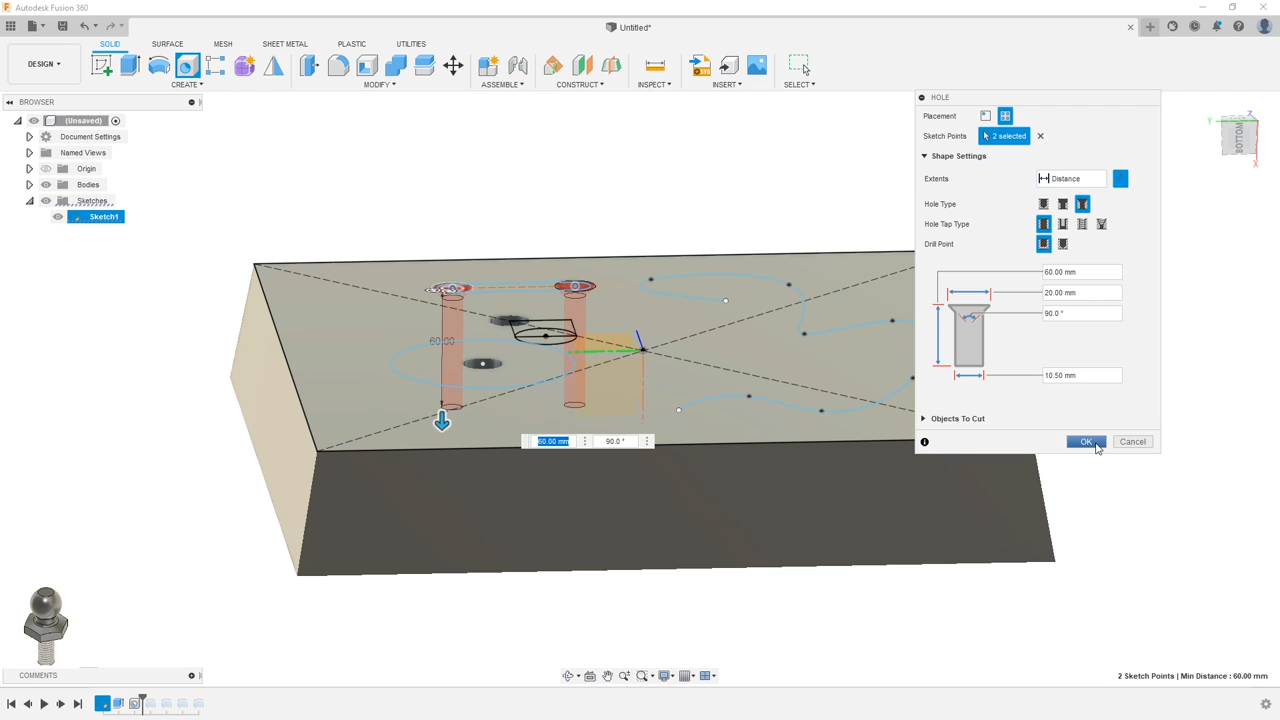 Autodesk Fusion 360
Untitled*
SOLID SURFACE MESH SHEET METAL PLASTIC UTILITIES
DESIGN
CREATE MODIFY ASSEMBLE CONSTRUCT INSPECT INSERT SELECT
BROWSER
(Unsaved)
Document Settings
Named Views
Origin
Bodies
Sketches
Sketch1
HOLE
Placement
Sketch Points 2 selected
Shape Settings
Extents Distance
Hole Type
Hole Tap Type
Drill Point
60.00 mm
20.00 mm
90.0 °
10.50 mm
Objects To Cut
OK Cancel
BOTTOM
Y
Z
X
60.00
60.00 mm 90.0 °
COMMENTS
2 Sketch Points | Min Distance : 60.00 mm